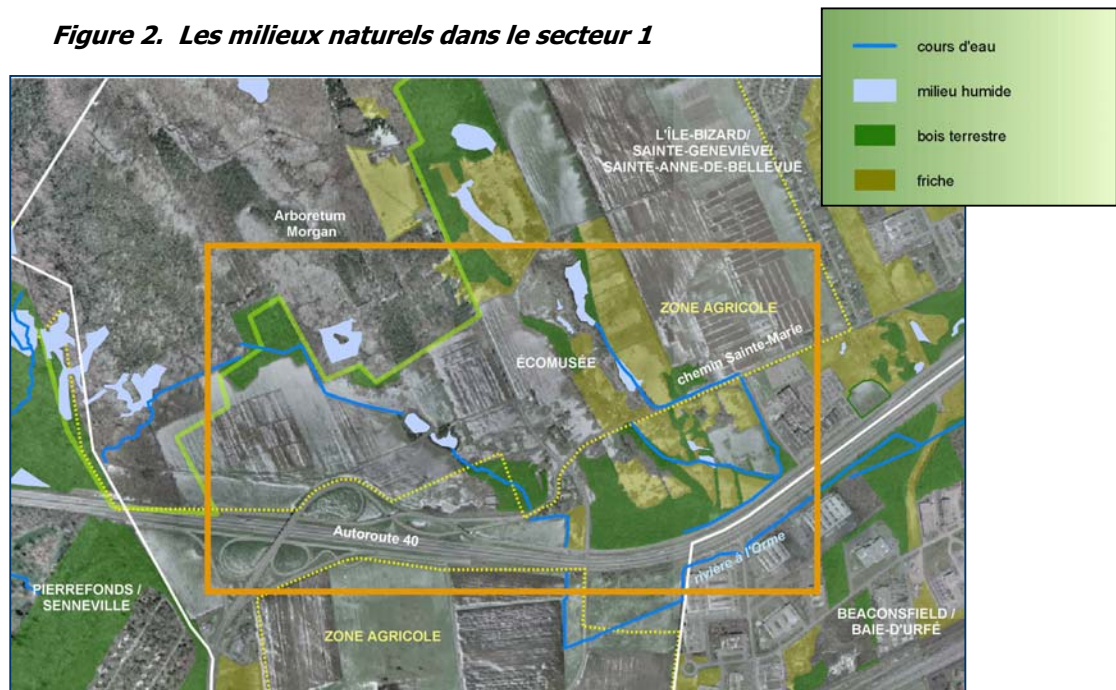 Figure 2. Les milieux naturels dans le secteur 1
cours d'eau
milieu humide
bois terrestre
friche
L'ÎLE-BIZARD/
SAINTE-GENEVIÈVE/
SAINTE-ANNE-DE-BELLEVUE
Arboretum
Morgan
ZONE AGRICOLE
chemin Sainte-Marie
ÉCOMUSÉE
Autoroute 40
rivière à l'Orme
PIERREFONDS /
SENNEVILLE
BEACONSFIELD /
BAIE-D'URFÉ
ZONE AGRICOLE